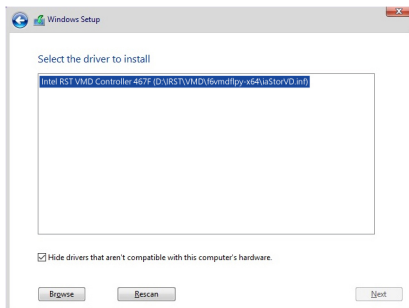 Windows Setup
Select the driver to install
Intel RST VMD Controller 467F (D:\IRST\VMD\f6vmdflpy-x64\iaStorVD.inf)
Hide drivers that aren't compatible with this computer's hardware.
Browse
Rescan
Next